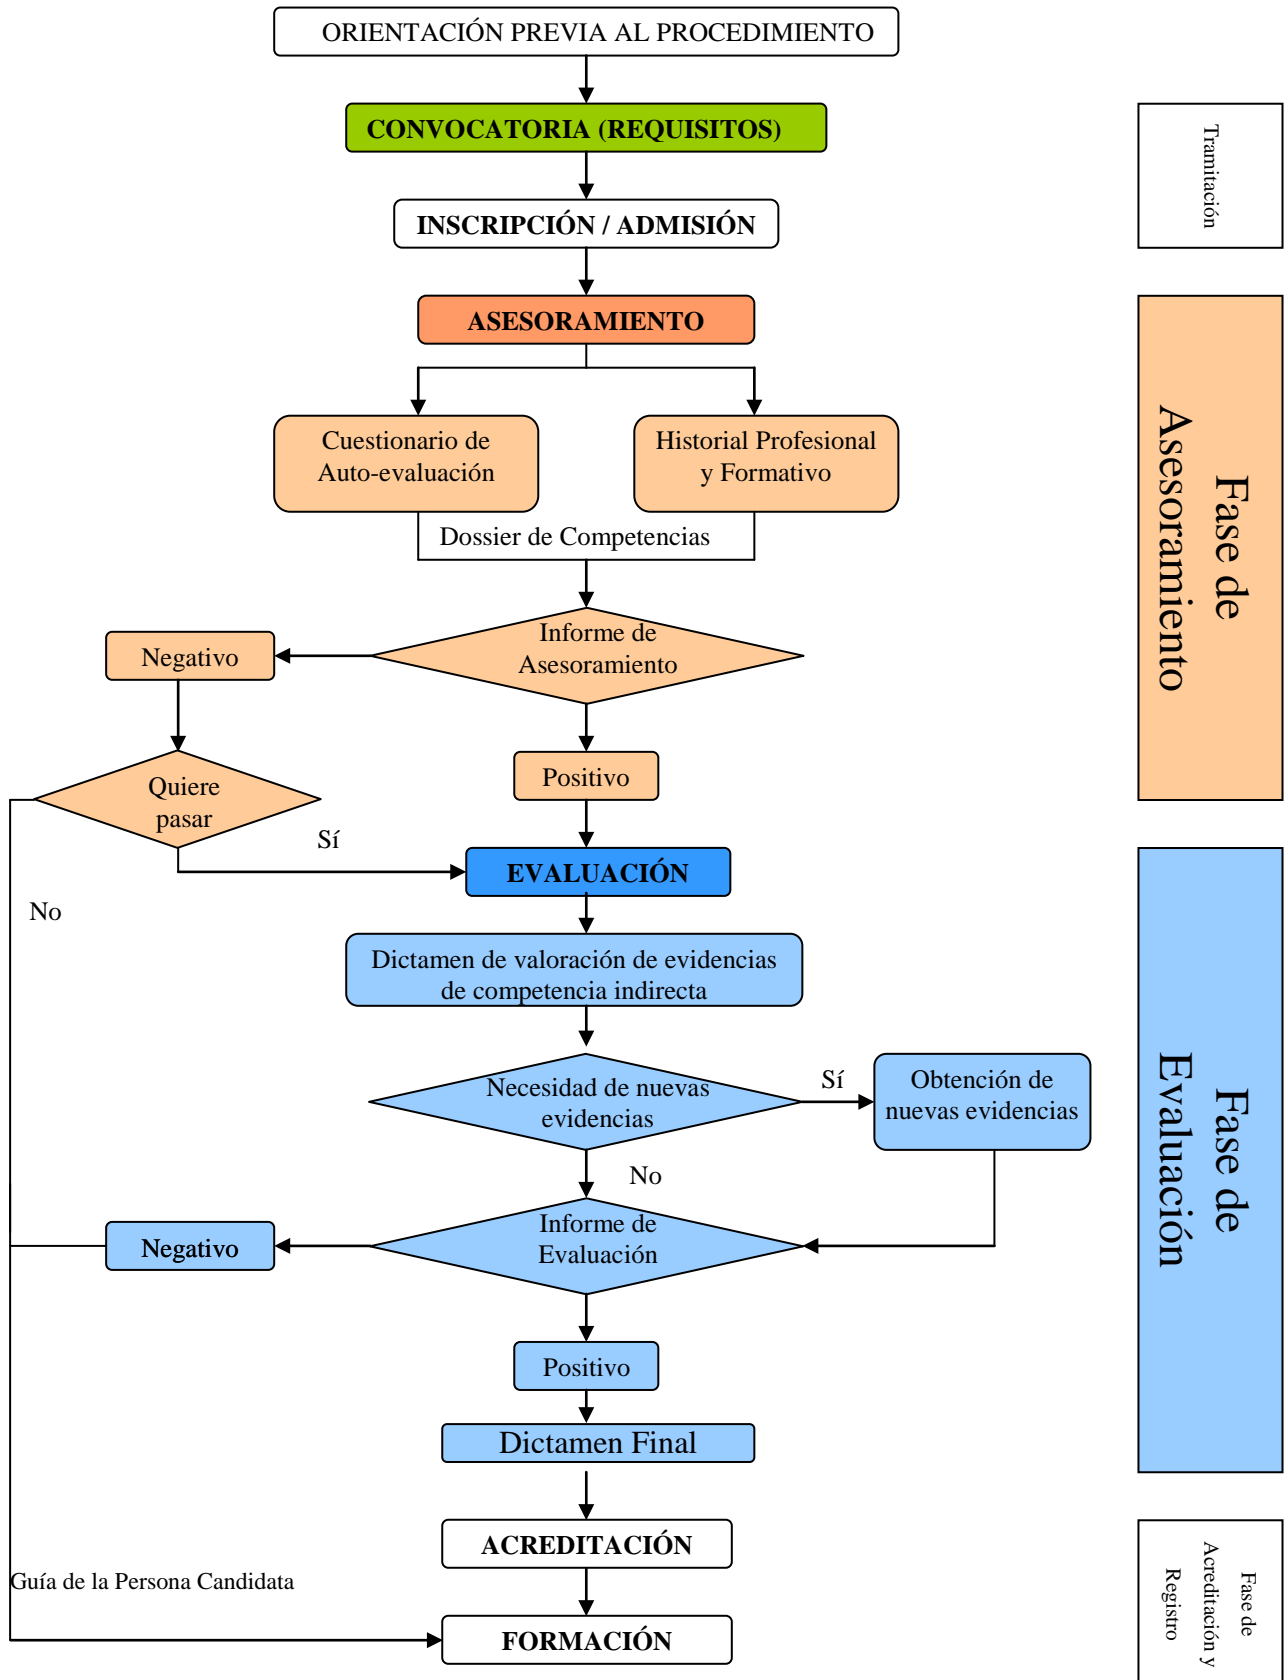 ORIENTACIÓN PREVIA AL PROCEDIMIENTO
CONVOCATORIA (REQUISITOS)
Tramitación
INSCRIPCIÓN / ADMISIÓN
ASESORAMIENTO
Cuestionario de
Auto-evaluación
Historial Profesional
y Formativo
Dossier de Competencias
Fase de
Asesoramiento
Informe de
Asesoramiento
Negativo
Positivo
Quiere
pasar
Sí
No
EVALUACIÓN
Dictamen de valoración de evidencias
de competencia indirecta
Necesidad de nuevas
evidencias
Sí
Obtención de
nuevas evidencias
No
Fase de
Evaluación
Informe de
Evaluación
Negativo
Positivo
Dictamen Final
ACREDITACIÓN
Fase de
Acreditación y
Registro
Guía de la Persona Candidata
FORMACIÓN